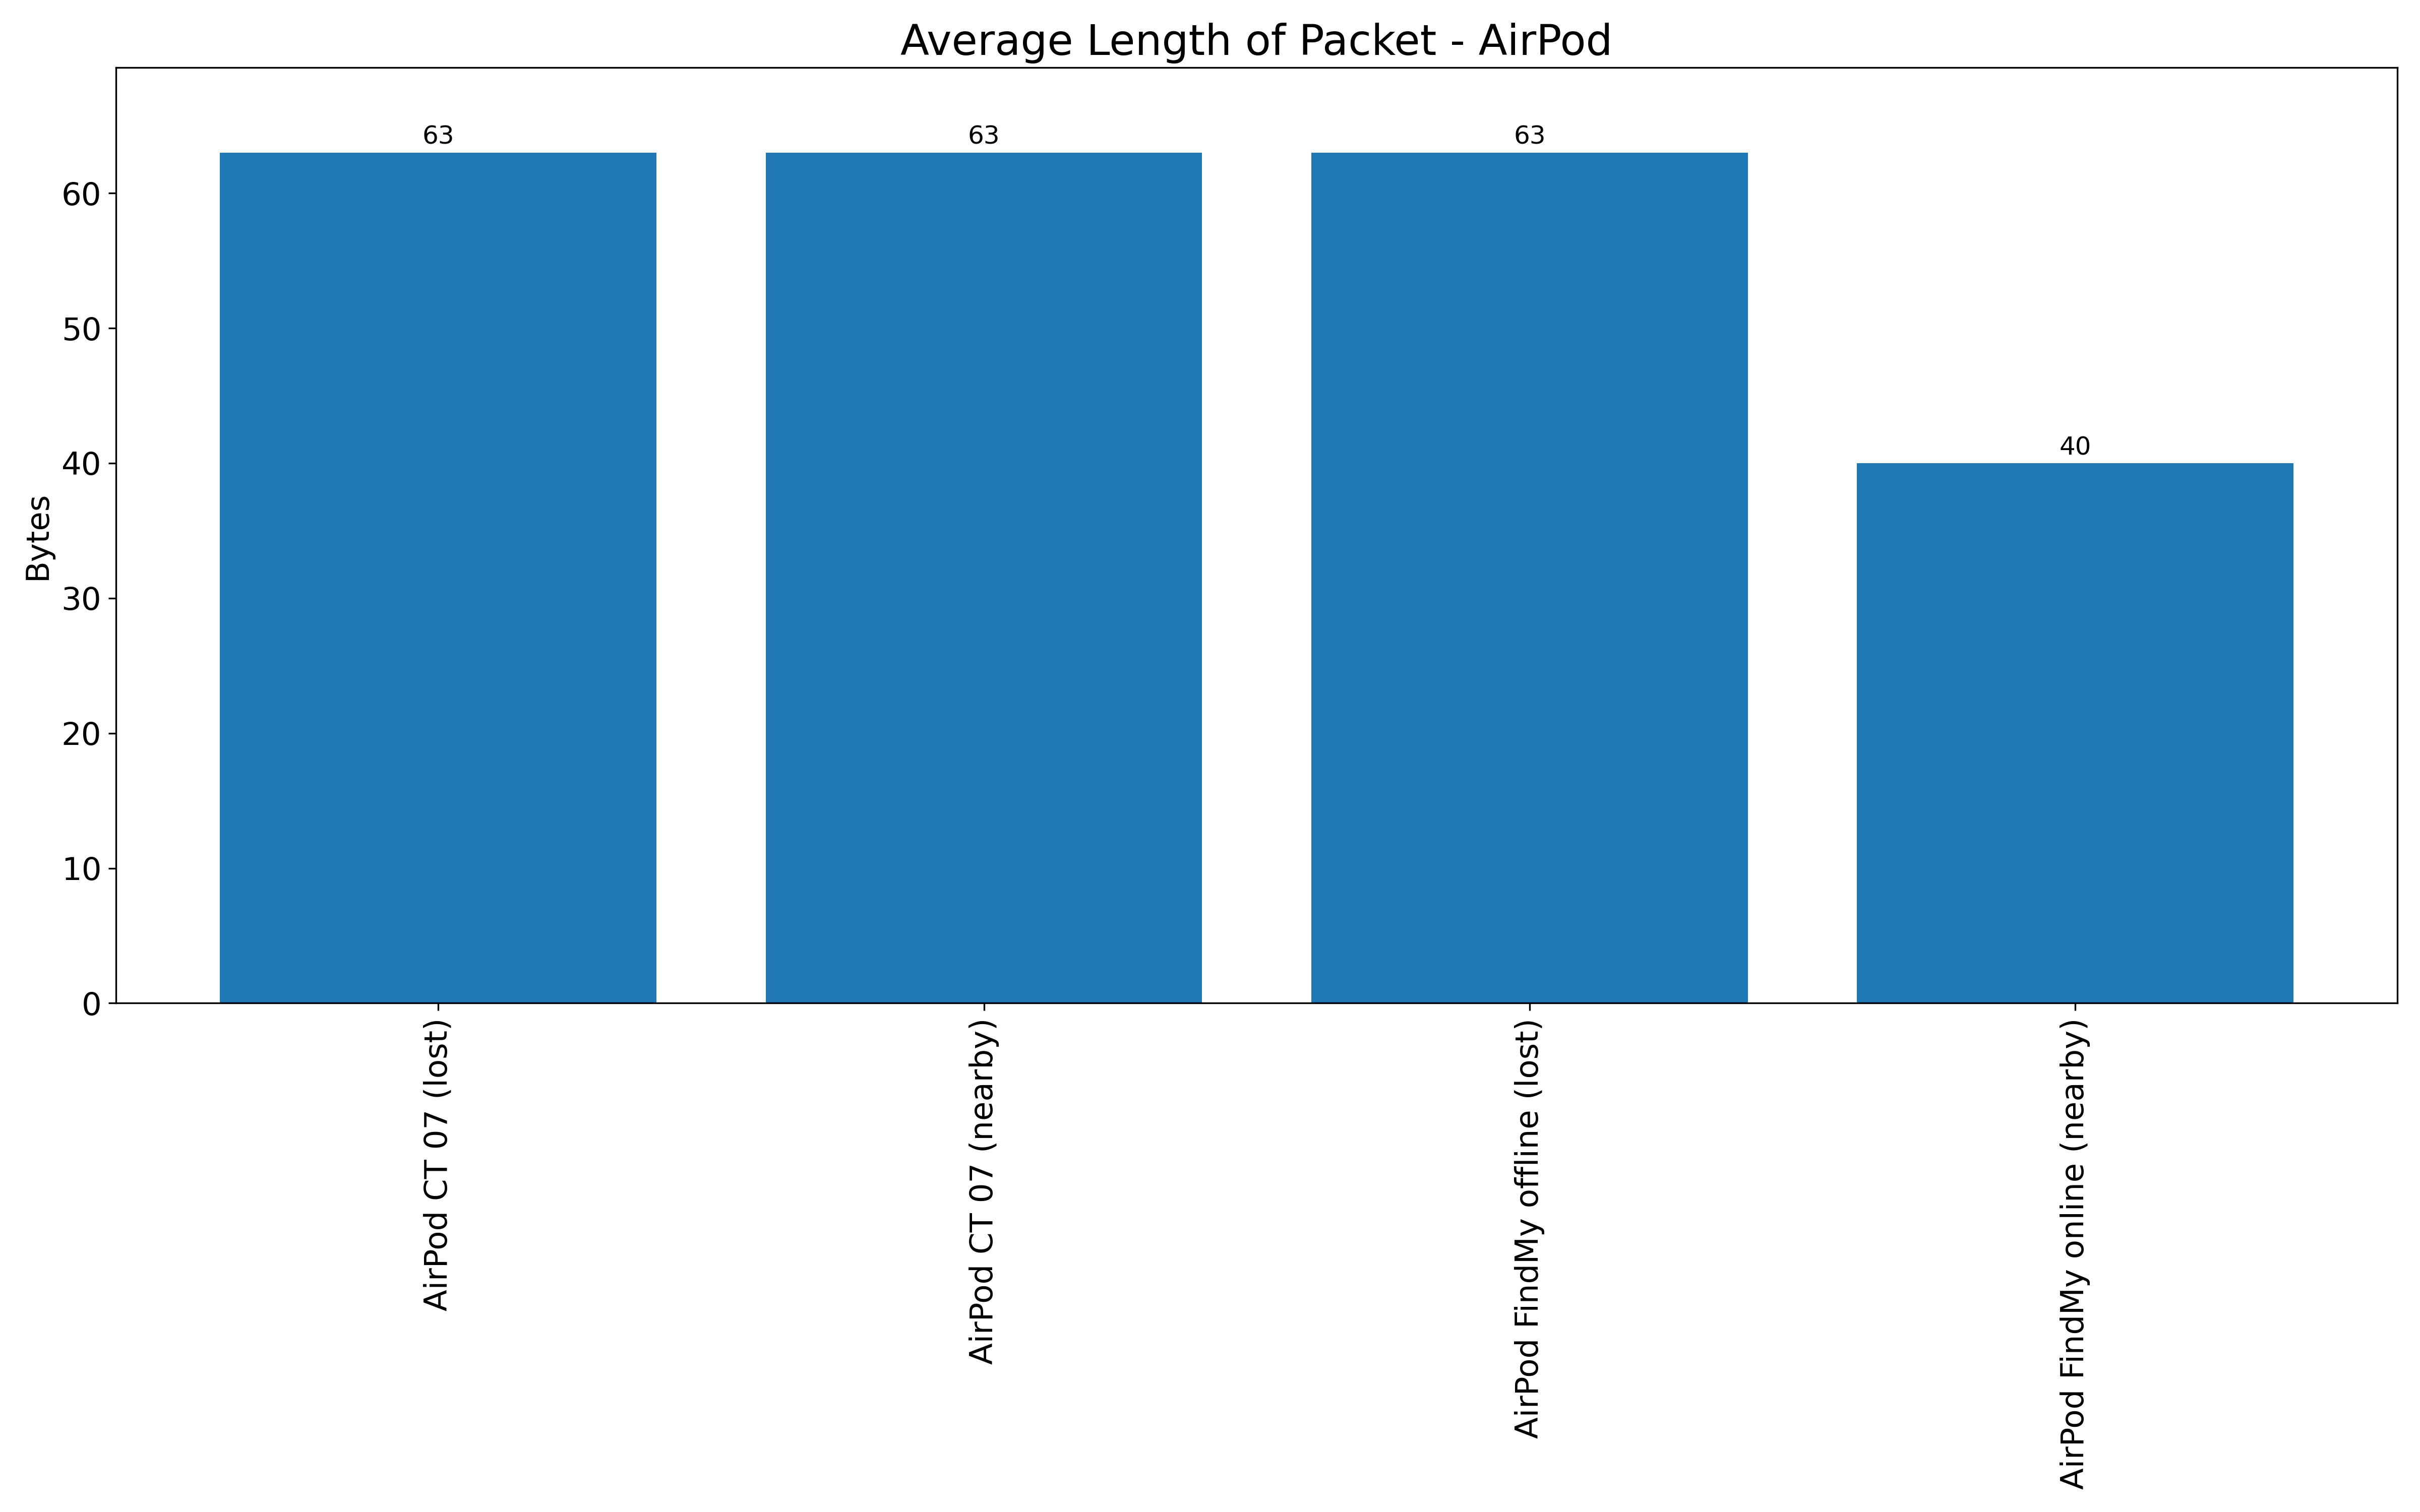 Average Length of Packet - AirPod
63
63
63
40
60
50
40
30
20
10
0
Bytes
AirPod CT 07 (lost)
AirPod CT 07 (nearby)
AirPod FindMy offline (lost)
AirPod FindMy online (nearby)